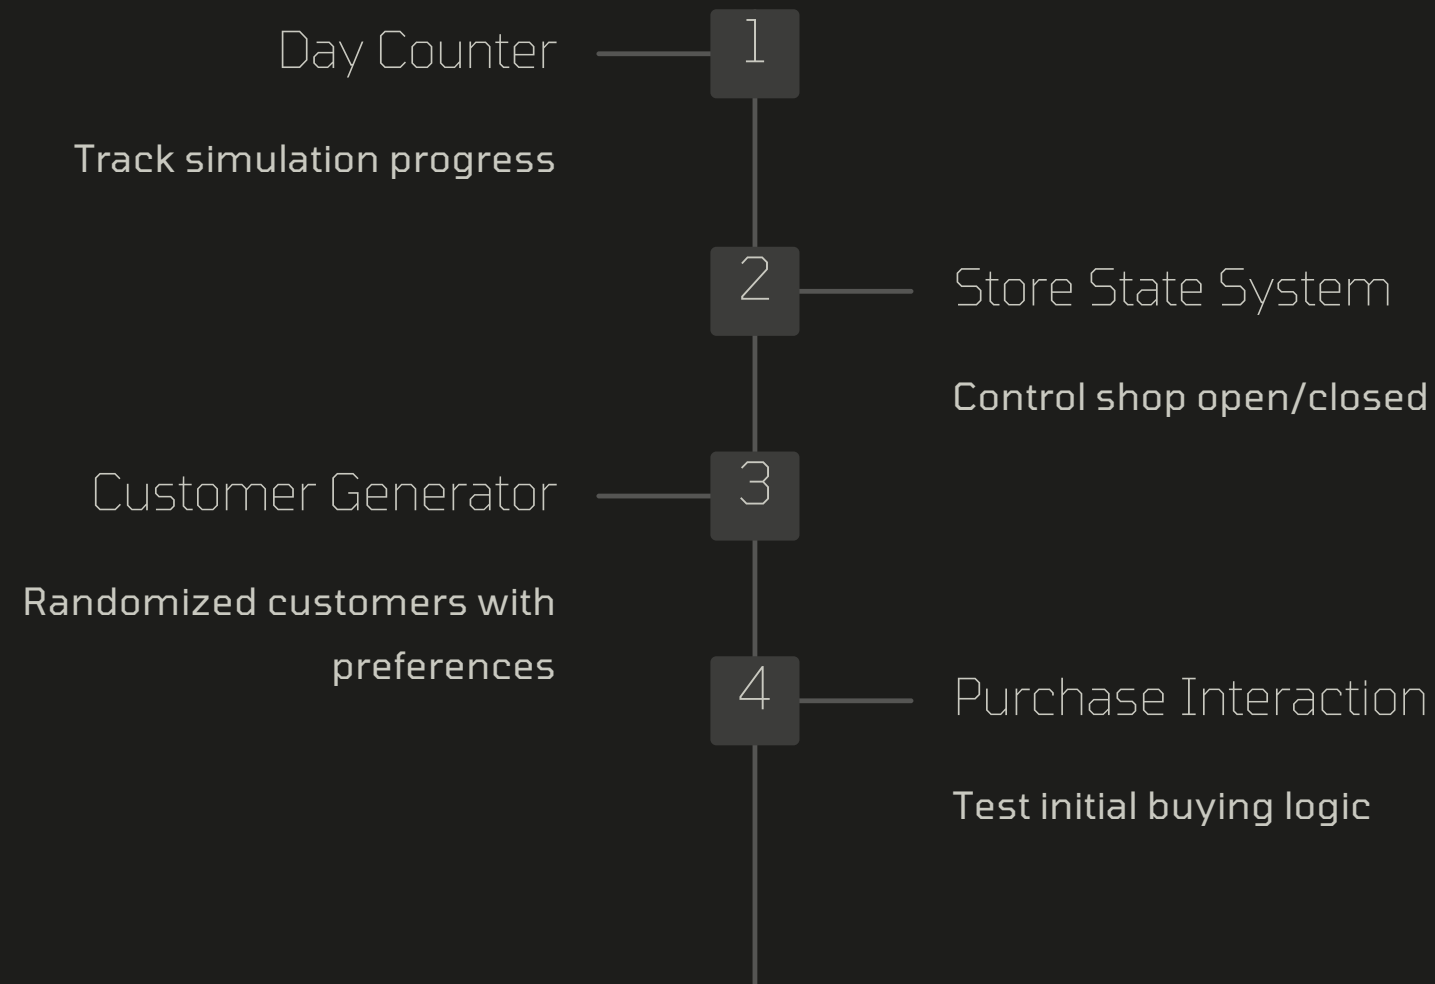 Day Counter
1
Track simulation progress
2
Store State System
Control shop open/closed
Customer Generator
3
Randomized customers with
preferences
4
Purchase Interaction
Test initial buying logic